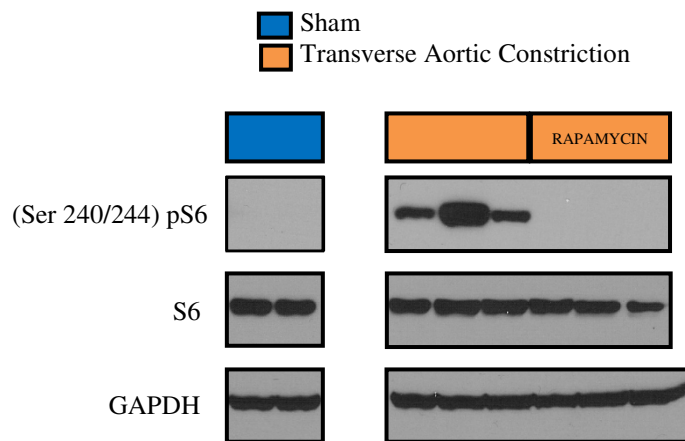 Sham
Transverse Aortic Constriction
RAPAMYCIN
(Ser 240/244) pS6
S6
GAPDH